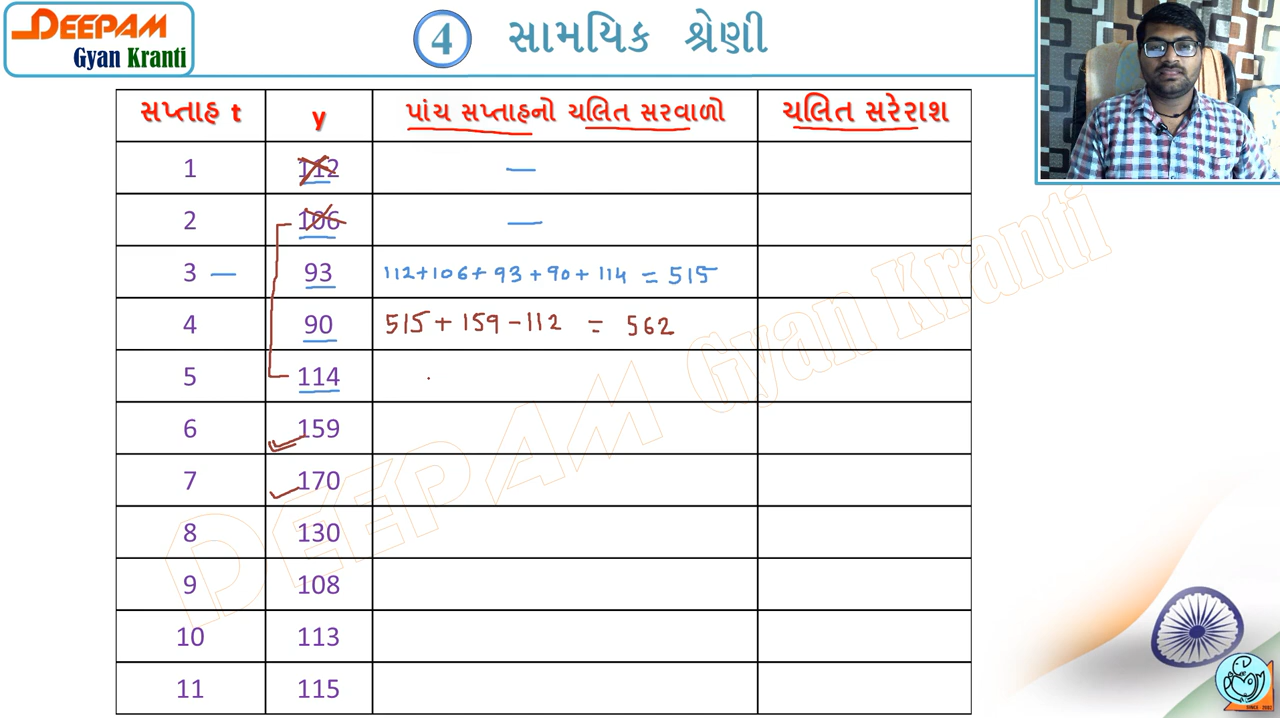 DEEPAM
Gyan Kranti
4 સામયિક શ્રેણી
સપ્તાહ t y પાંચ સપ્તાહનો ચલિત સરવાળો ચલિત સરેરાશ
1 112 —
2 106 —
3 — 93 112+106+93+90+114 = 515
4 90 515+159-112 = 562
5 114
6 159
7 170
8 130
9 108
10 113
11 115
DEEPAM Gyan Kranti
SINCE 2002